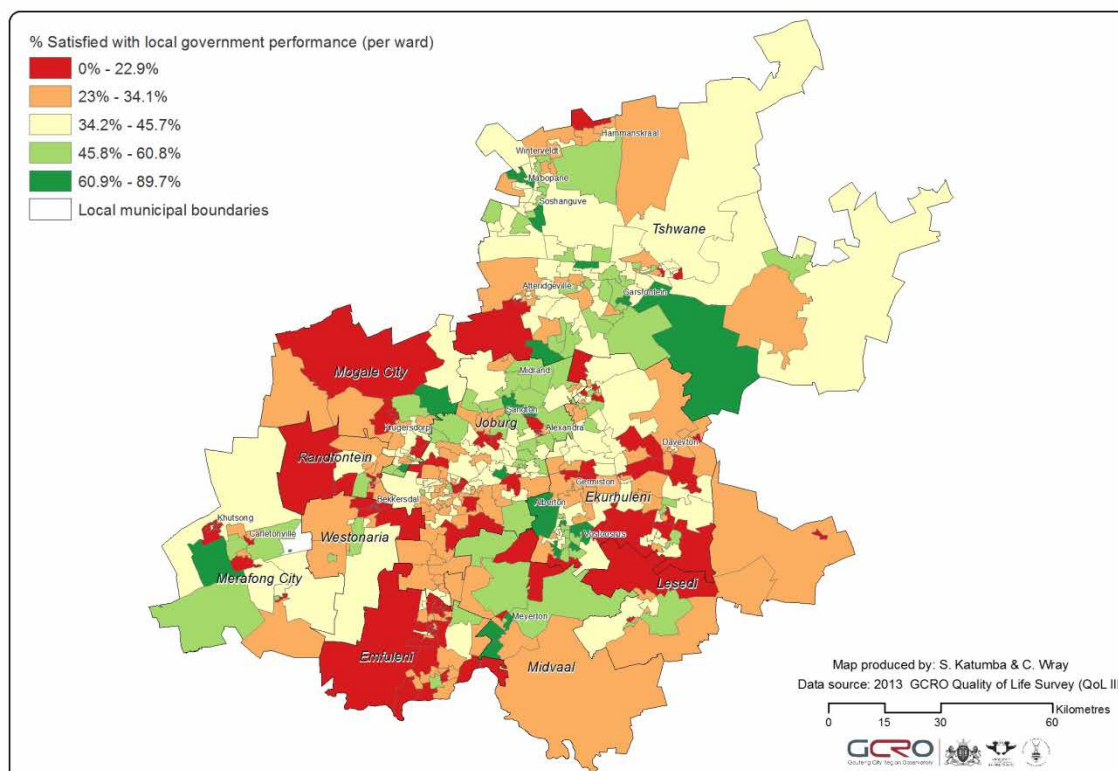 % Satisfied with local government performance (per ward)
0% - 22.9%
23% - 34.1%
34.2% - 45.7%
45.8% - 60.8%
60.9% - 89.7%
Local municipal boundaries
Hammanskraal
Winterveldt
Mabopane
Soshanguve
Tshwane
Atteridgeville
Garsfontein
Mogale City
Midrand
Sandton
Krugersdorp
Joburg
Alexandra
Daveyton
Randfontein
Germiston
Ekurhuleni
Bekkersdal
Alberton
Khutsong
Carletonville
Westonaria
Vosloorus
Merafong City
Lesedi
Meyerton
Emfuleni
Midvaal
Map produced by: S. Katumba & C. Wray
Data source: 2013 GCRO Quality of Life Survey (QoL III
Kilometres
0 15 30 60
GCRO
Gauteng City-Region Observatory